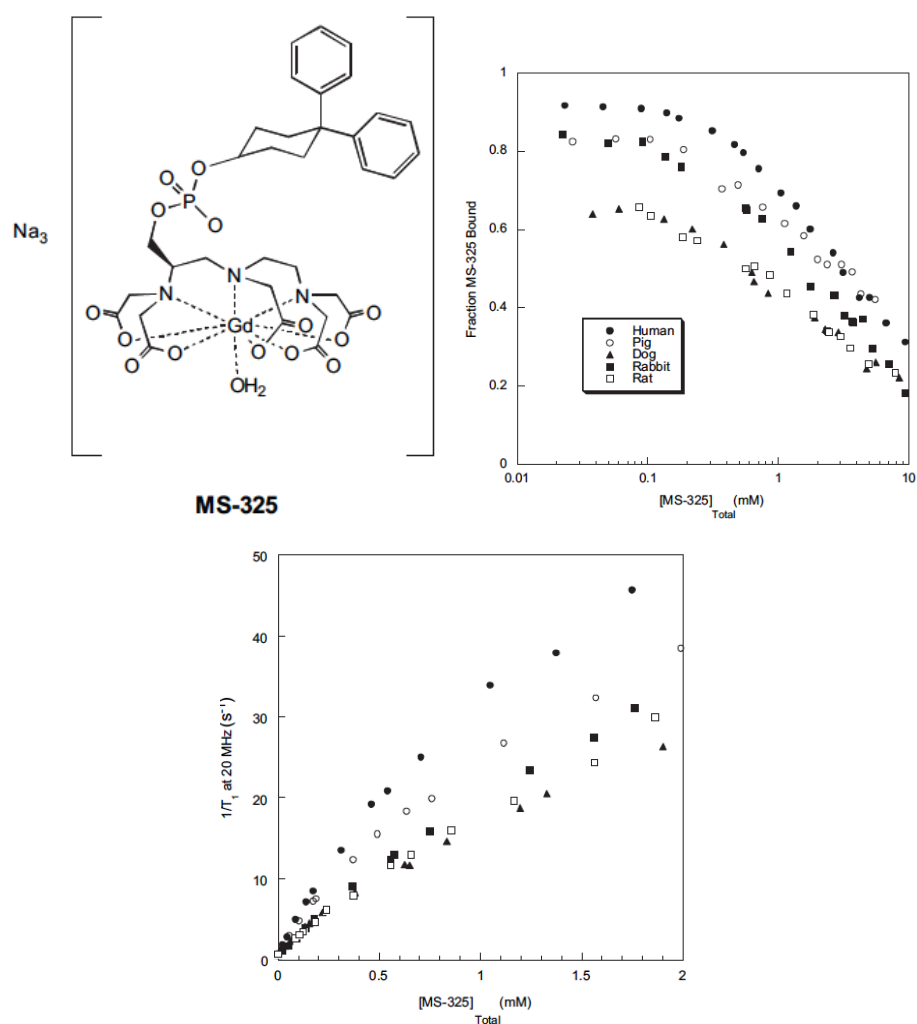 Na3
O
O
P
O
O
N
N
N
O
O
O
O
Gd
O
O
O
O
O
O
OH2
MS-325
Fraction MS-325 Bound
1
0.8
0.6
0.4
0.2
0
Human
Pig
Dog
Rabbit
Rat
0.01
0.1
1
10
[MS-325] (mM)
Total
1/T1 at 20 MHz (s-1)
50
40
30
20
10
0
0
0.5
1
1.5
2
[MS-325] (mM)
Total